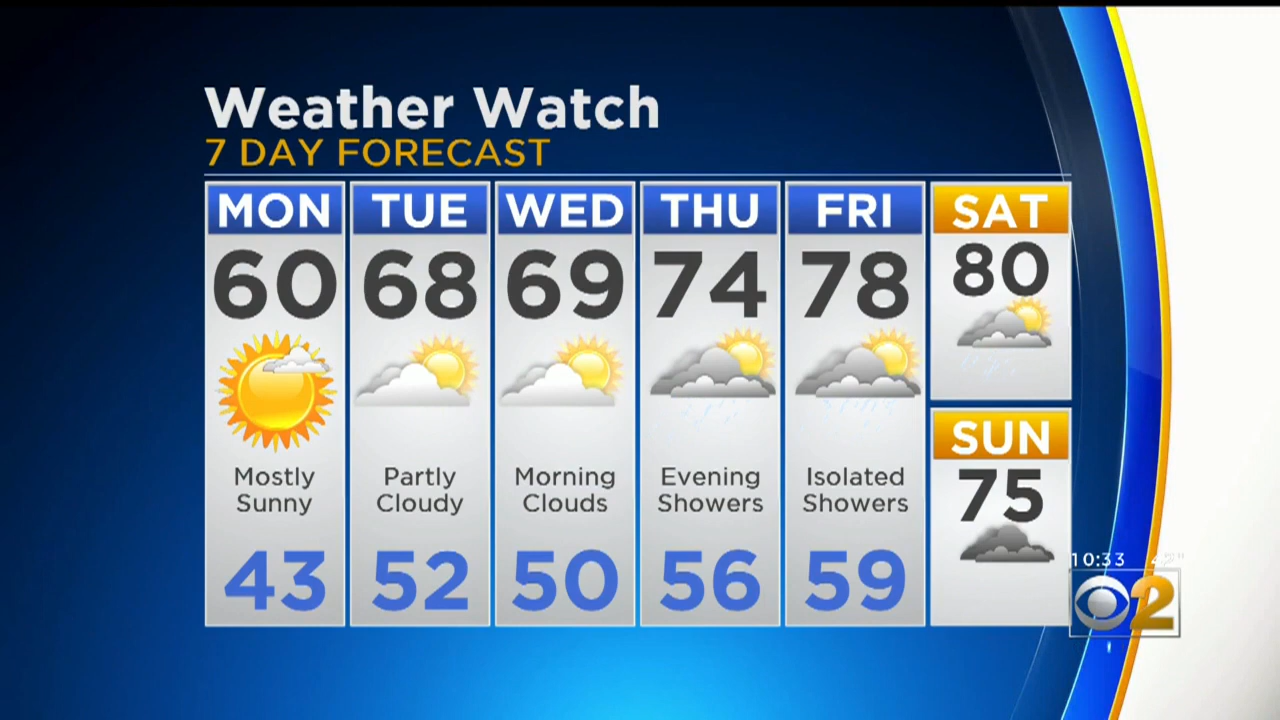 Weather Watch
7 DAY FORECAST
MON TUE WED THU FRI SAT
60 68 69 74 78 80
Mostly Sunny
Partly Cloudy
Morning Clouds
Evening Showers
Isolated Showers
43 52 50 56 59
SUN
75
10:33
2